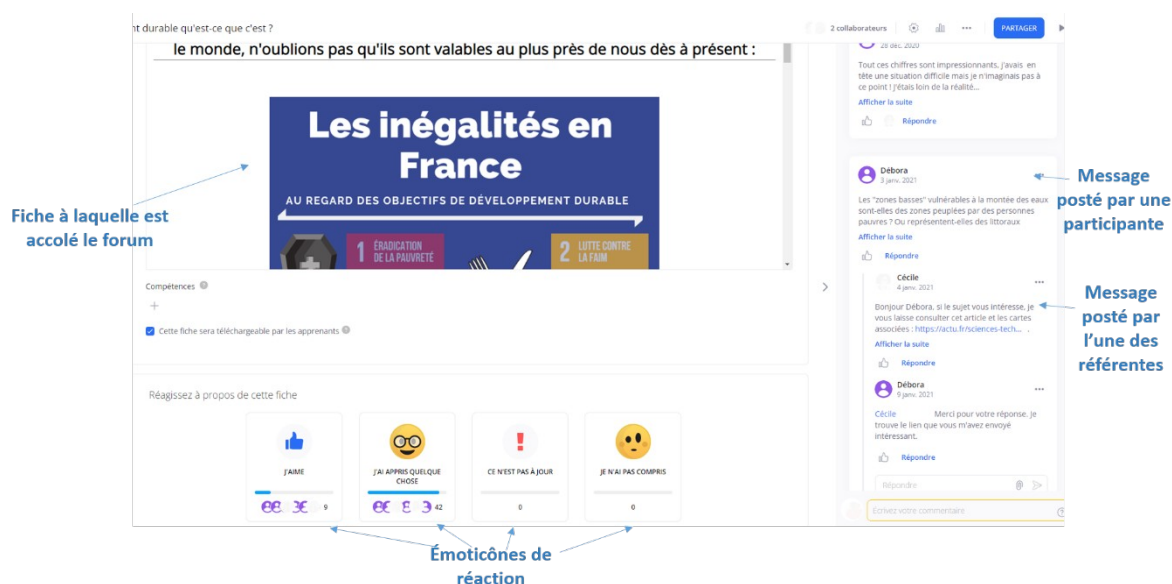 nt durable qu'est-ce que c'est ?
2 collaborateurs
PARTAGER
le monde, n'oublions pas qu'ils sont valables au plus près de nous dès à présent :
Les inégalités en
France
AU REGARD DES OBJECTIFS DE DÉVELOPPEMENT DURABLE
1 ÉRADICATION
DE LA PAUVRETÉ
2 LUTTE CONTRE
LA FAIM
Fiche à laquelle est
accolé le forum
Compétences
Cette fiche sera téléchargeable par les apprenants
Réagissez à propos de cette fiche
J'AIME
9
J'AI APPRIS QUELQUE
CHOSE
42
CE N'EST PAS À JOUR
0
JE N'AI PAS COMPRIS
0
Émoticônes de
réaction
28 déc. 2020
Tout ces chiffres sont impressionnants, j'avais en
tête une situation difficile mais je n'imaginais pas à
ce point ! J'étais loin de la réalité...
Afficher la suite
Répondre
Débora
3 janv. 2021
Les "zones basses" vulnérables à la montée des eaux
sont-elles des zones peuplées par des personnes
pauvres ? Ou représentent-elles des littoraux
Afficher la suite
Répondre
Cécile
4 janv. 2021
Bonjour Débora, si le sujet vous intéresse, je
vous laisse consulter cet article et les cartes
associées : https://actu.fr/sciences-tech... .
Afficher la suite
Répondre
Débora
9 janv. 2021
Cécile Merci pour votre réponse. Je
trouve le lien que vous m'avez envoyé
intéressant.
Répondre
Répondre
@
Ecrivez votre commentaire
Message
posté par une
participante
Message
posté par
l'une des
référentes